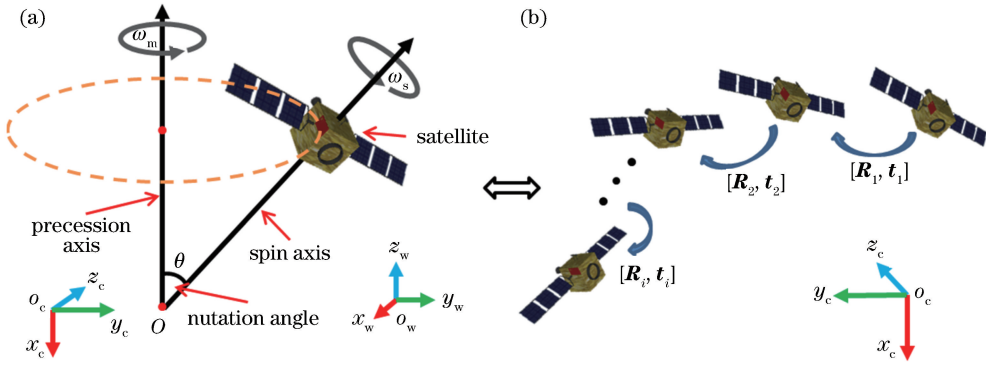 (a)
ωm
ωs
satellite
precession
axis
spin axis
θ
nutation angle
O
zc
oc
yc
xc
zw
yw
xw
ow
(b)
[R1, t1]
[R2, t2]
[Ri, ti]
zc
yc
oc
xc